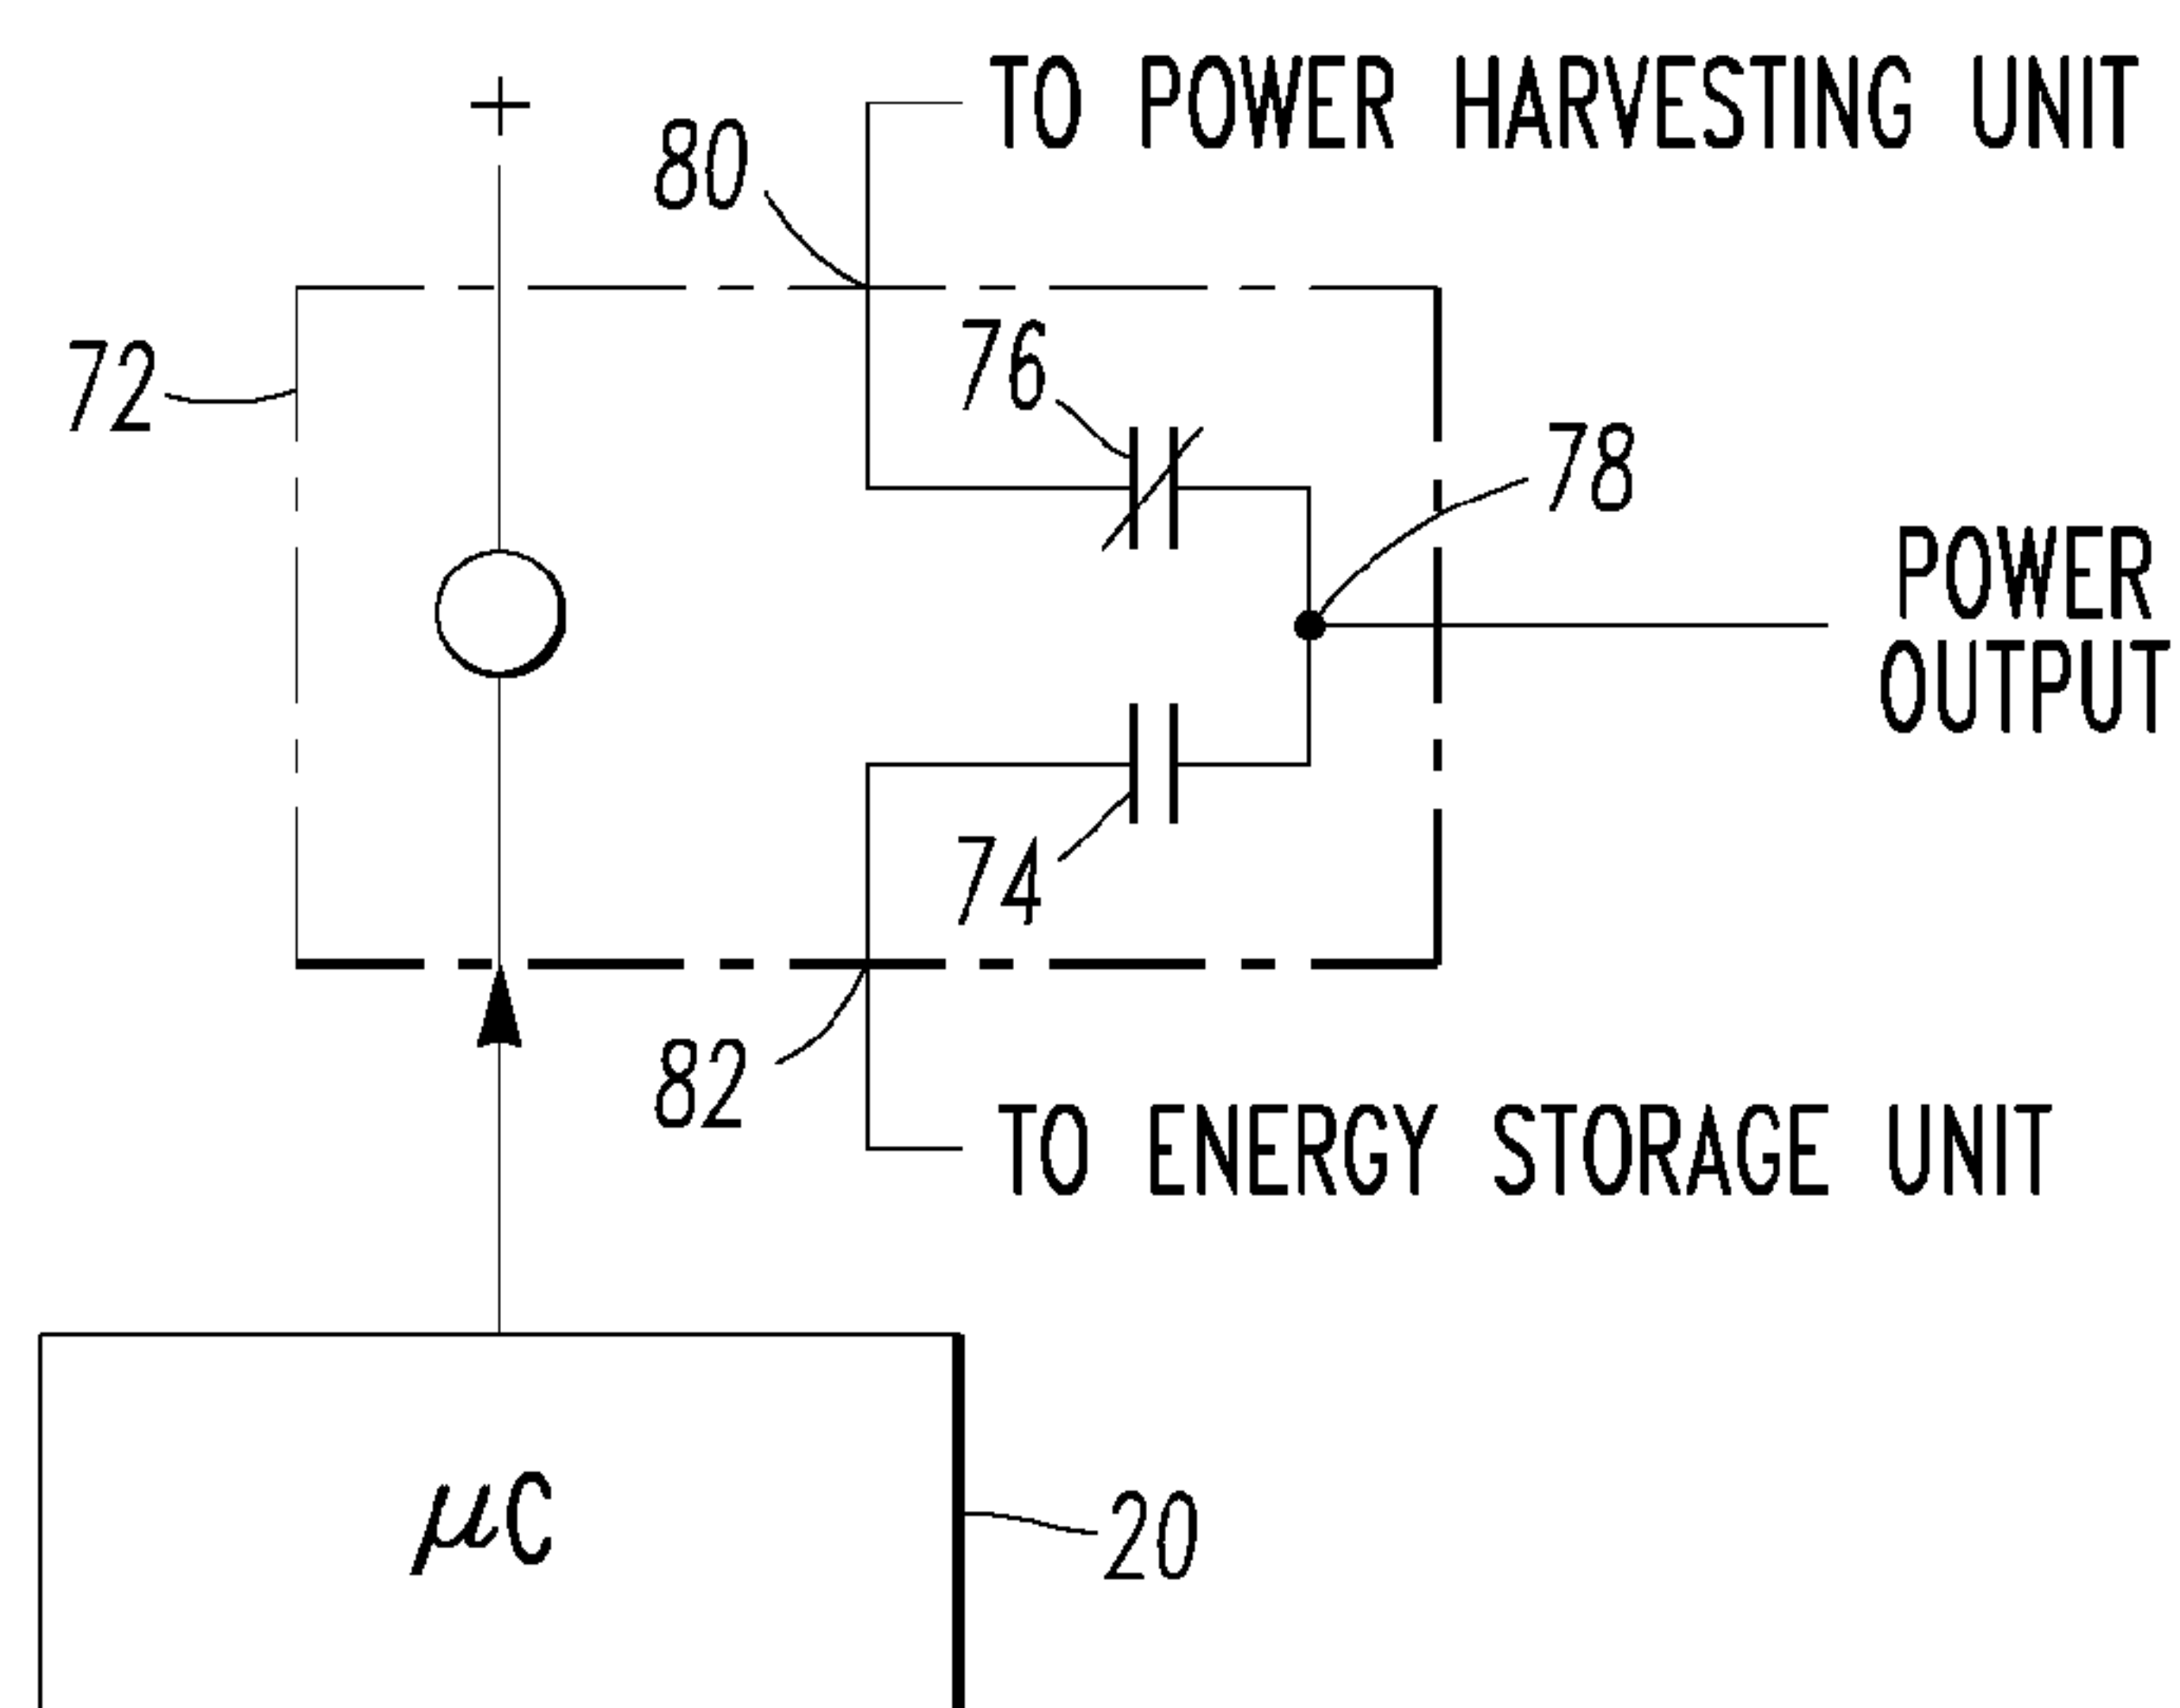 TO POWER HARVESTING UNIT
+
80
72
76
78
POWER
OUTPUT
74
82
TO ENERGY STORAGE UNIT
μC
20